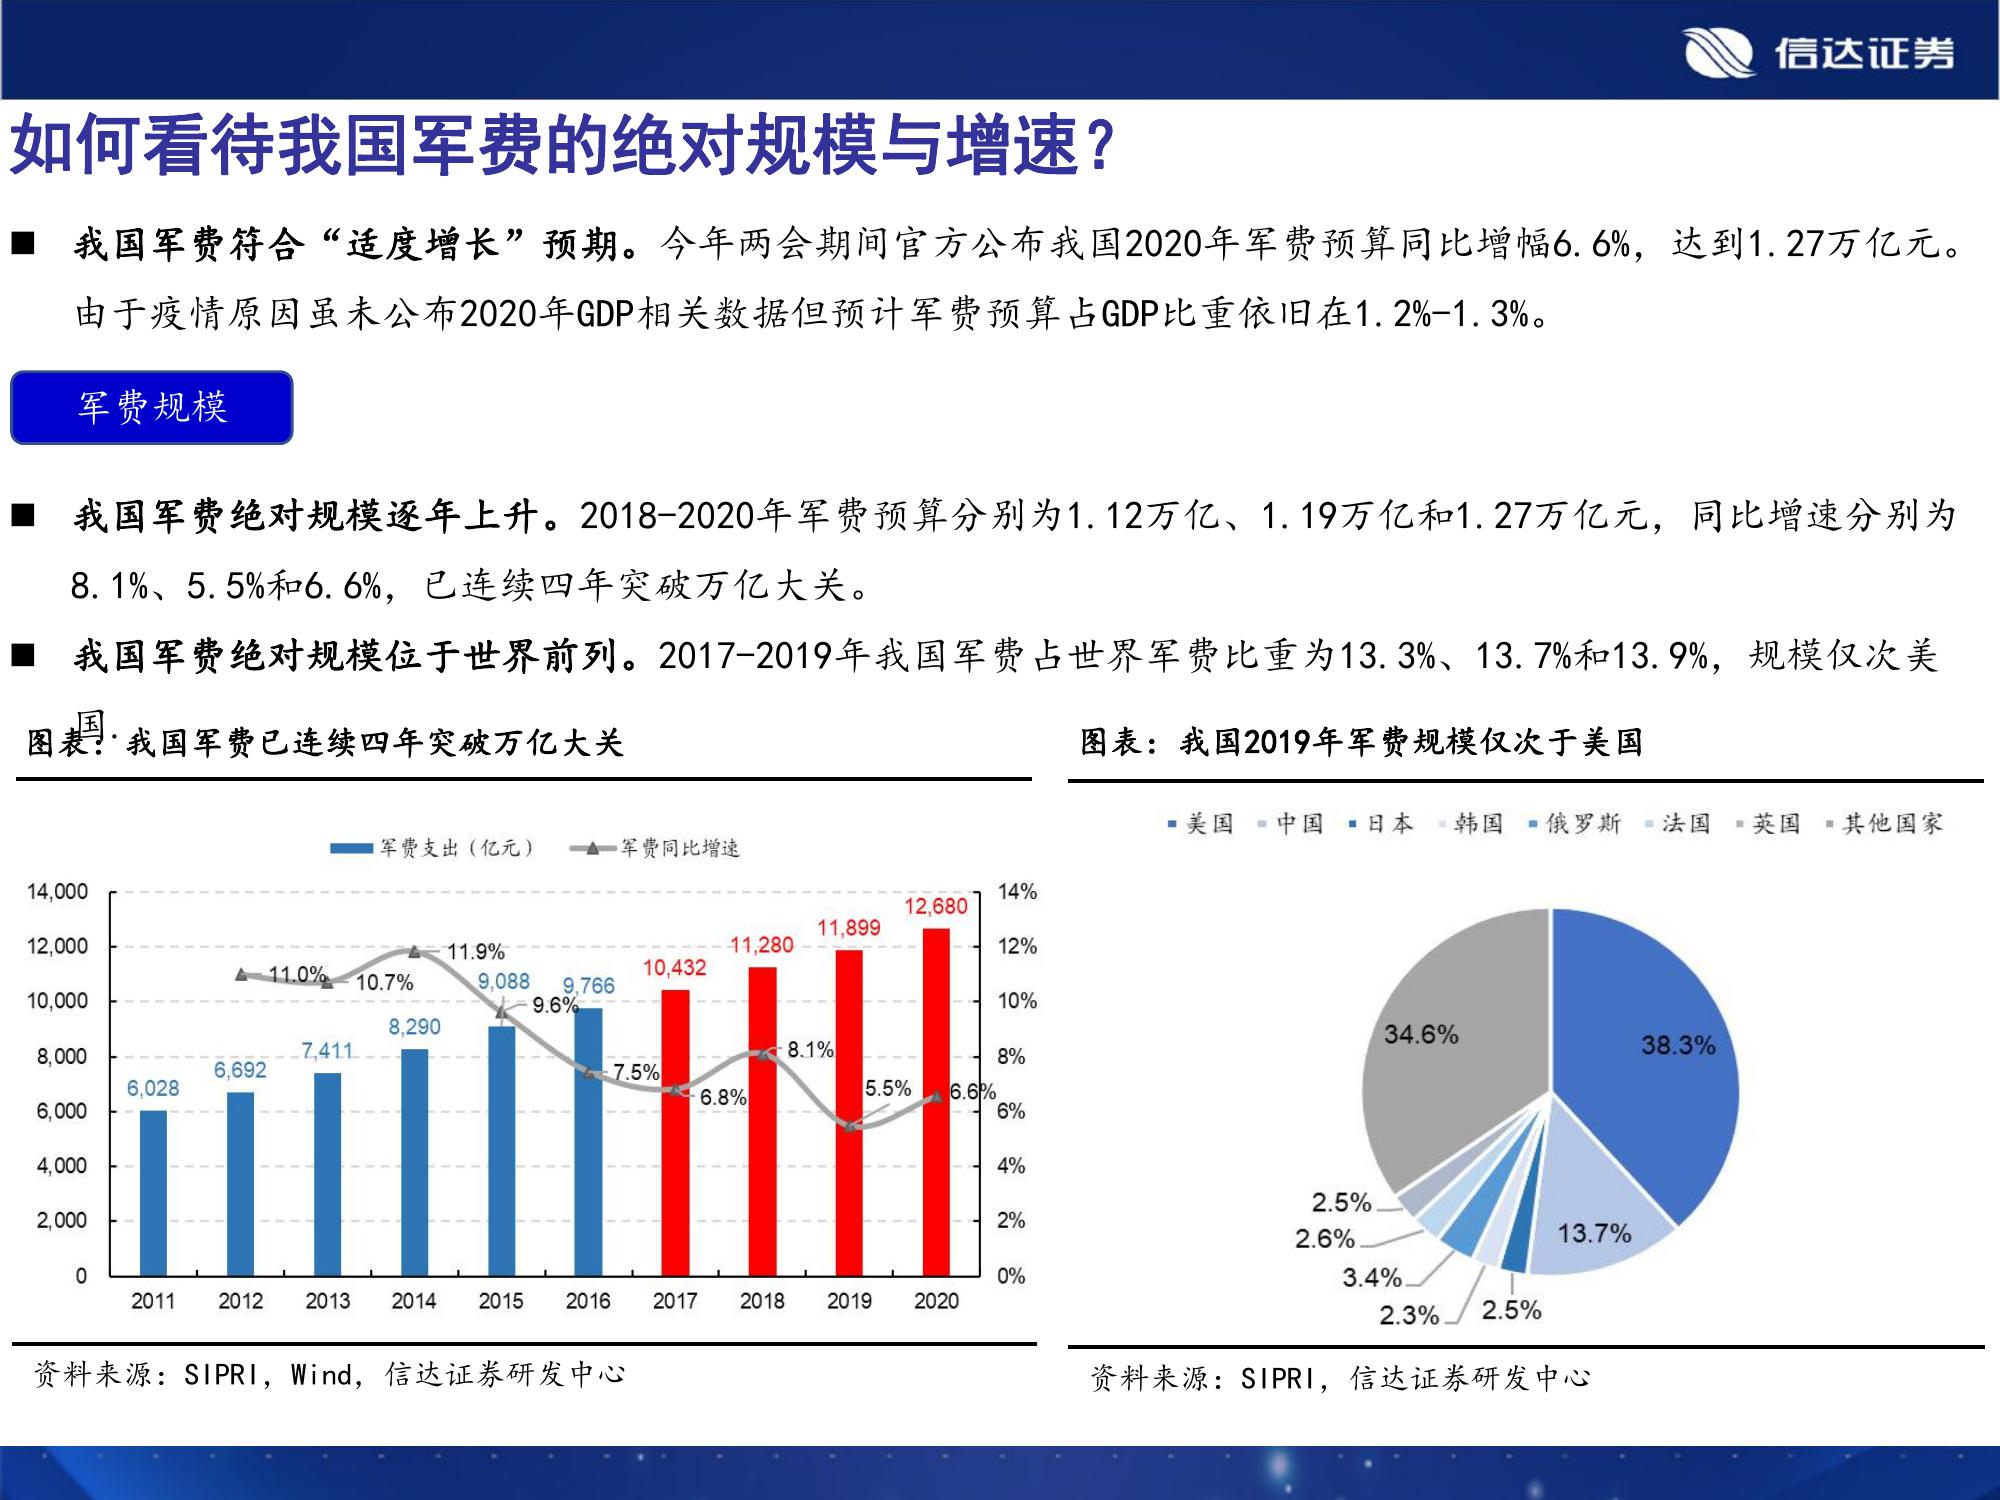 信达证券
如何看待我国军费的绝对规模与增速？
■ 我国军费符合“适度增长”预期。今年两会期间官方公布我国2020年军费预算同比增幅6.6%，达到1.27万亿元。
由于疫情原因虽未公布2020年GDP相关数据但预计军费预算占GDP比重依旧在1.2%-1.3%。
军费规模
■ 我国军费绝对规模逐年上升。2018-2020年军费预算分别为1.12万亿、1.19万亿和1.27万亿元，同比增速分别为
8.1%、5.5%和6.6%，已连续四年突破万亿大关。
■ 我国军费绝对规模位于世界前列。2017-2019年我国军费占世界军费比重为13.3%、13.7%和13.9%，规模仅次美
国.
图表：我国军费已连续四年突破万亿大关
军费支出（亿元） 军费同比增速
14,000
12,000
10,000
8,000
6,000
4,000
2,000
0
14%
12%
10%
8%
6%
4%
2%
0%
6,028
6,692
7,411
8,290
9,088
9,766
10,432
11,280
11,899
12,680
11.0%
10.7%
11.9%
9.6%
7.5%
6.8%
8.1%
5.5%
6.6%
2011 2012 2013 2014 2015 2016 2017 2018 2019 2020
资料来源：SIPRI，Wind，信达证券研发中心
图表：我国2019年军费规模仅次于美国
美国 中国 日本 韩国 俄罗斯 法国 英国 其他国家
34.6%
38.3%
13.7%
2.5%
2.6%
3.4%
2.3%
2.5%
资料来源：SIPRI，信达证券研发中心